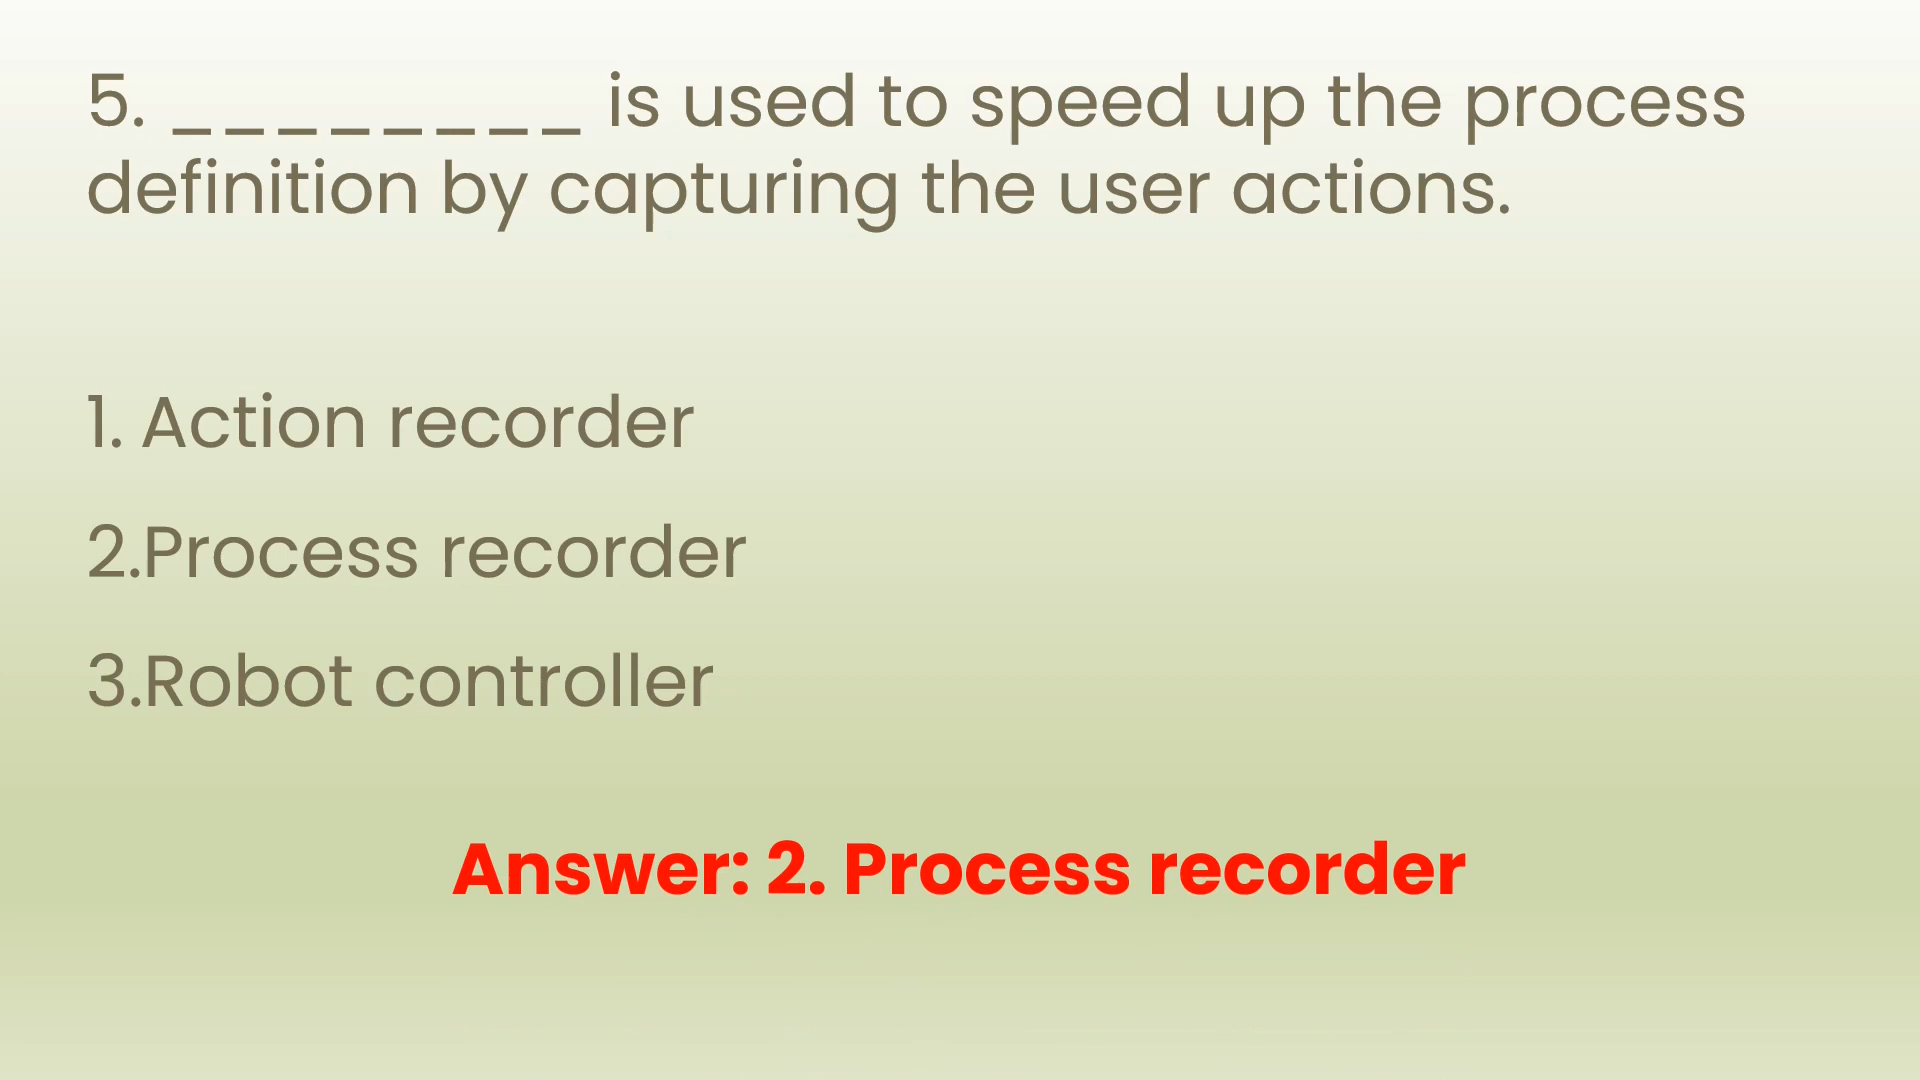 5. ________ is used to speed up the process
definition by capturing the user actions.
1. Action recorder
2.Process recorder
3.Robot controller
Answer: 2. Process recorder